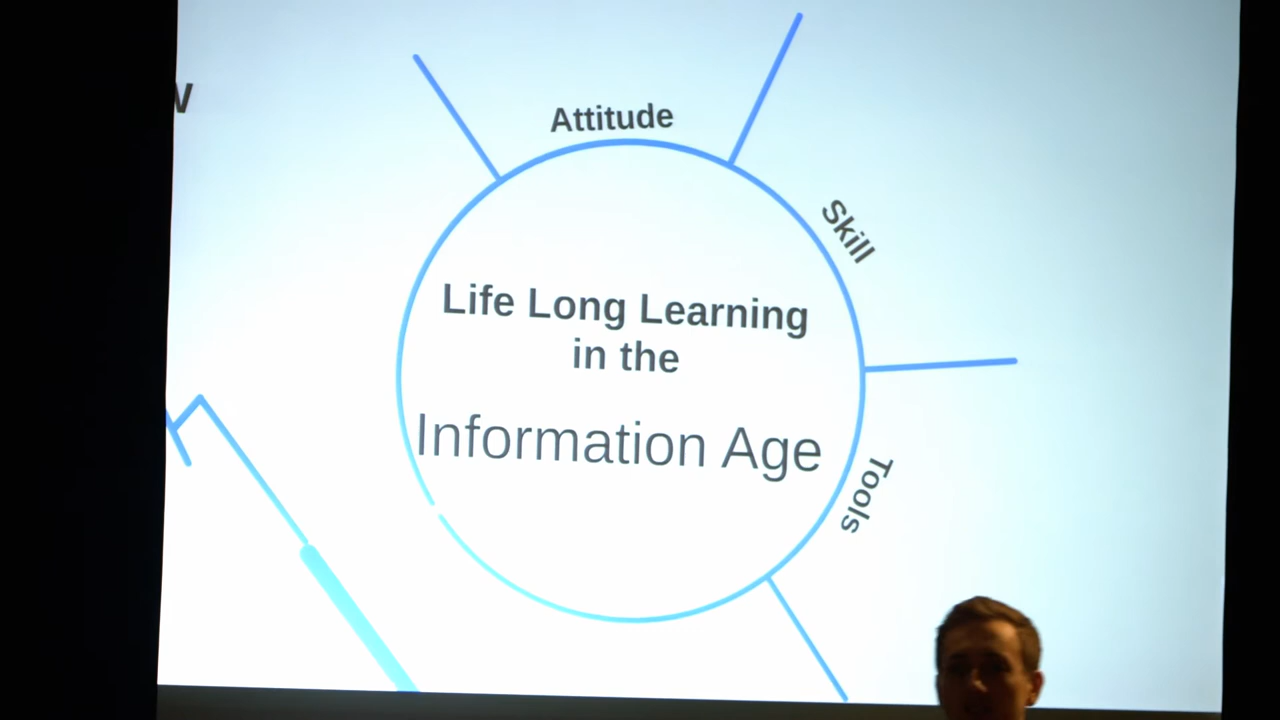 Attitude
Skill
Life Long Learning
in the
Information Age
Tools